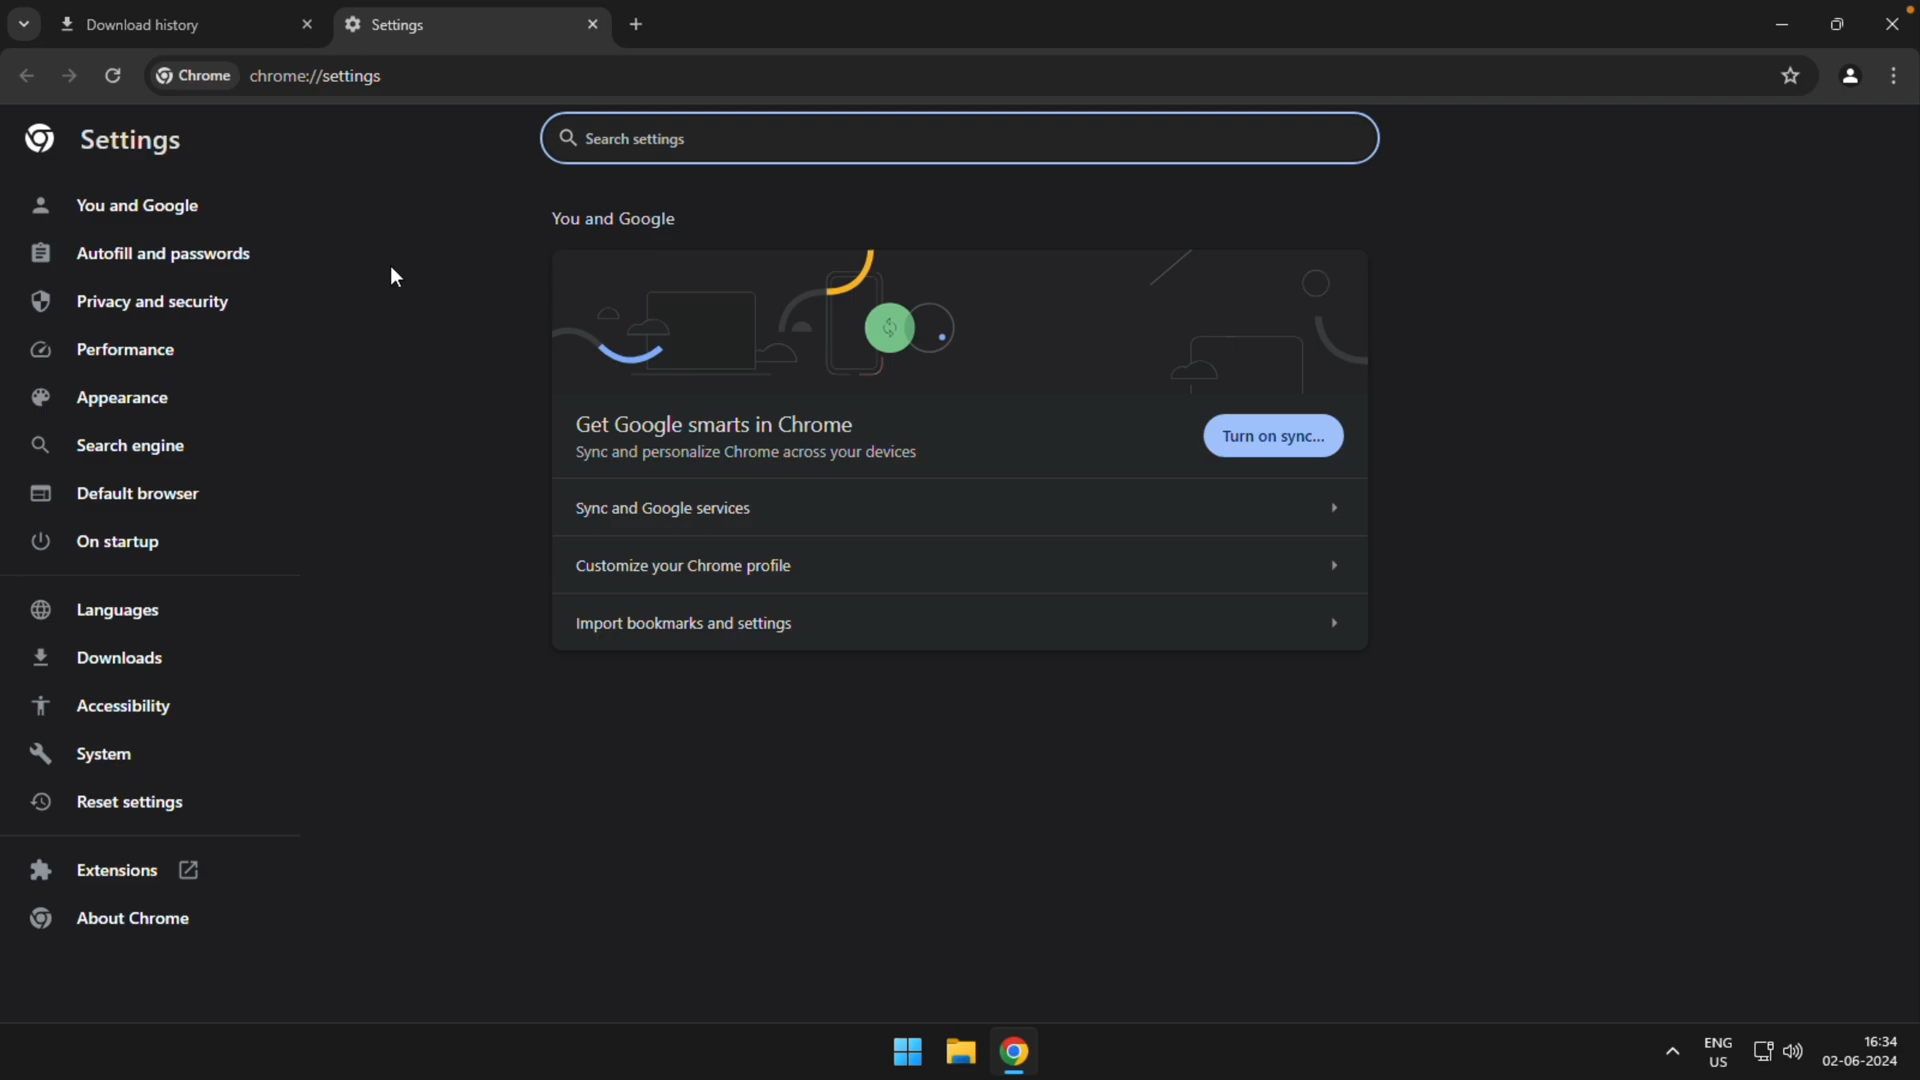 Download history
Settings
Chrome
chrome://settings
Settings
Search settings
You and Google
Autofill and passwords
Privacy and security
Performance
Appearance
Search engine
Default browser
On startup
Languages
Downloads
Accessibility
System
Reset settings
Extensions
About Chrome
You and Google
Get Google smarts in Chrome
Sync and personalize Chrome across your devices
Turn on sync...
Sync and Google services
Customize your Chrome profile
Import bookmarks and settings
ENG
US
16:34
02-06-2024